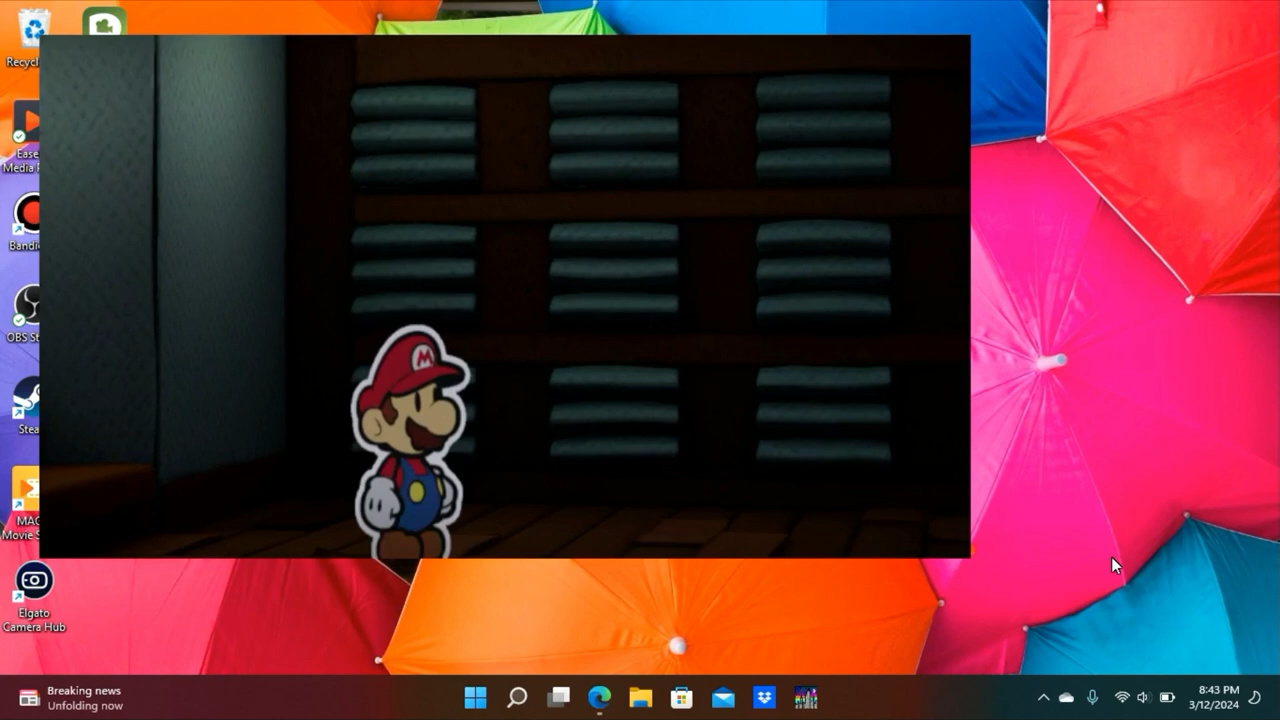 Recycl
Ease
Media P
Bandic
OBS St
Stea
MAG
Movie S
Elgato
Camera Hub
M
Breaking news
Unfolding now
8:43 PM
3/12/2024